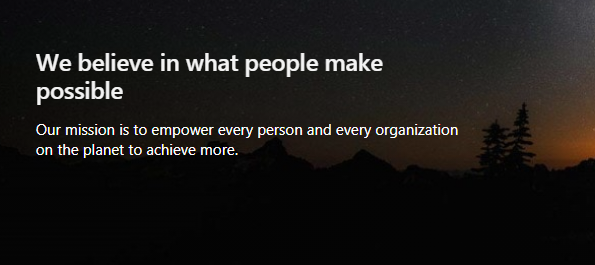 We believe in what people make
possible
Our mission is to empower every person and every organization
on the planet to achieve more.